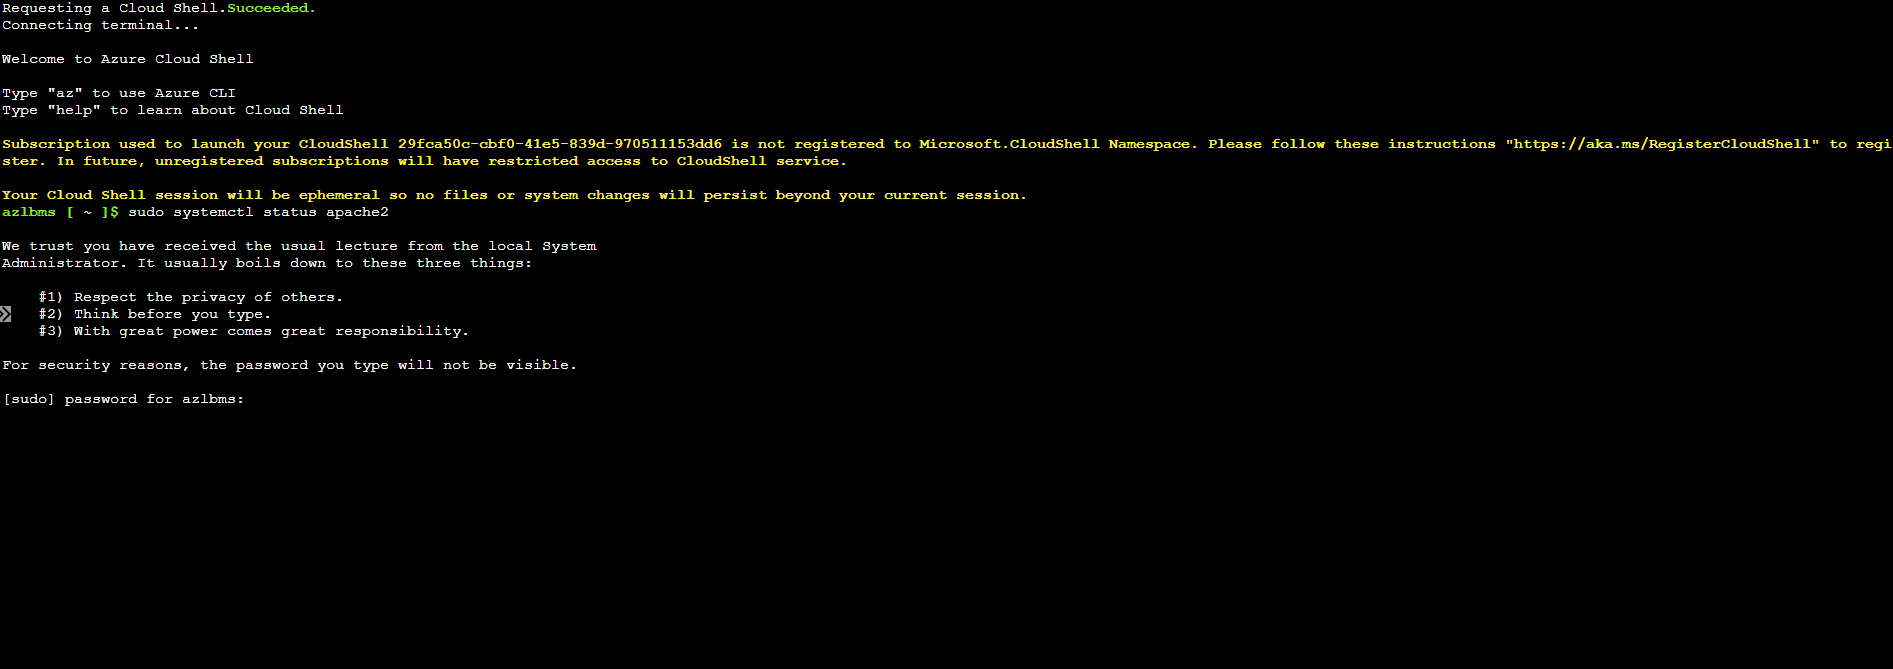 Requesting a Cloud Shell.Succeeded.
Connecting terminal...
Welcome to Azure Cloud Shell
Type "az" to use Azure CLI
Type "help" to learn about Cloud Shell
Subscription used to launch your CloudShell 29fca50c-cbf0-41e5-839d-970511153dd6 is not registered to Microsoft.CloudShell Namespace. Please follow these instructions "https://aka.ms/RegisterCloudShell" to regi
ster. In future, unregistered subscriptions will have restricted access to CloudShell service.
Your Cloud Shell session will be ephemeral so no files or system changes will persist beyond your current session.
azlbms [ ~ ]$ sudo systemctl status apache2
We trust you have received the usual lecture from the local System
Administrator. It usually boils down to these three things:
#1) Respect the privacy of others.
#2) Think before you type.
#3) With great power comes great responsibility.
For security reasons, the password you type will not be visible.
[sudo] password for azlbms: